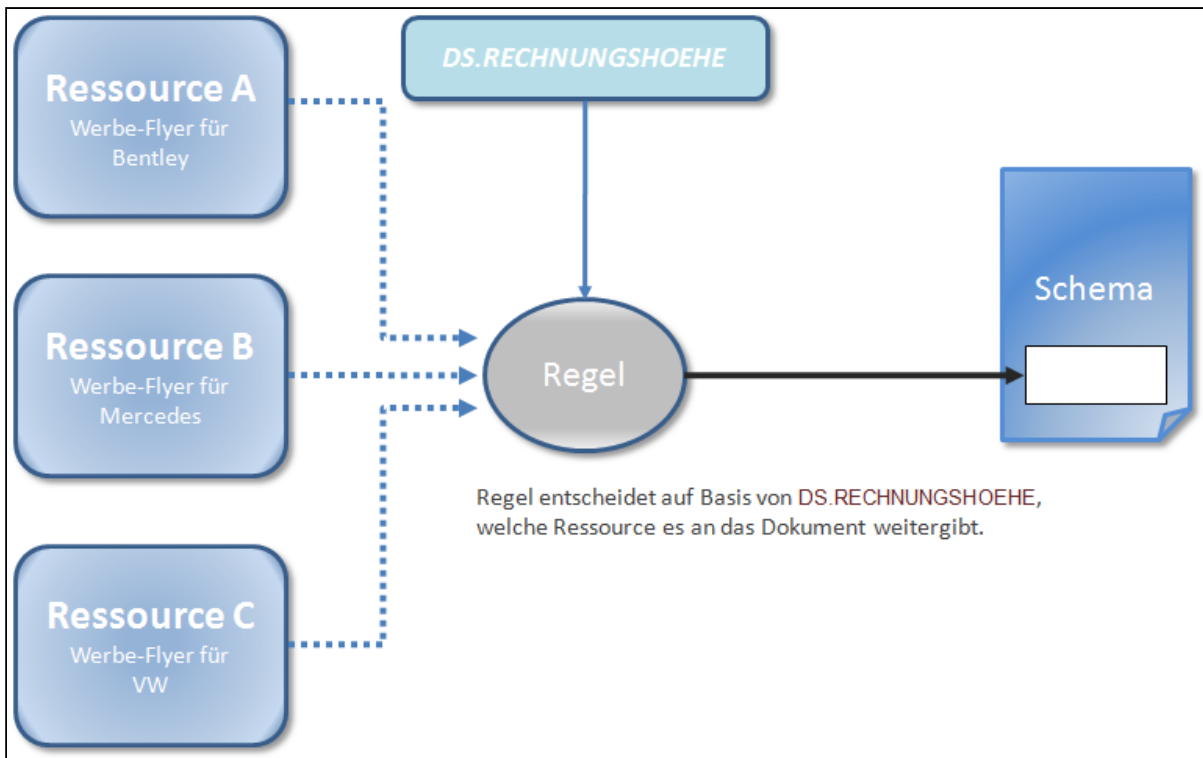 Ressource A
Werbe-Flyer für
Bentley
DS.RECHNUNGSHOEHE
Ressource B
Werbe-Flyer für
Mercedes
Regel
Schema
Regel entscheidet auf Basis von DS.RECHNUNGSHOEHE,
welche Ressource es an das Dokument weitergibt.
Ressource C
Werbe-Flyer für
VW